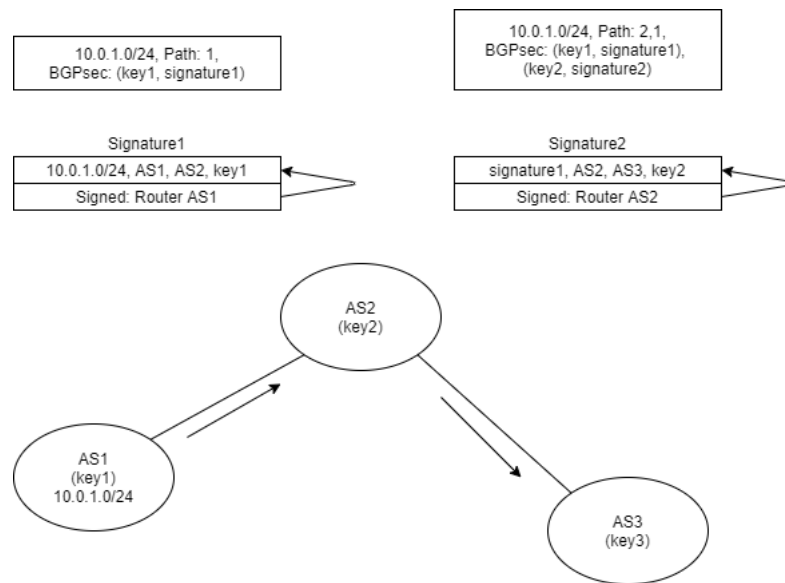 10.0.1.0/24, Path: 1,
BGPsec: (key1, signature1)
10.0.1.0/24, Path: 2,1,
BGPsec: (key1, signature1),
(key2, signature2)
Signature1
10.0.1.0/24, AS1, AS2, key1
Signed: Router AS1
Signature2
signature1, AS2, AS3, key2
Signed: Router AS2
AS2
(key2)
AS1
(key1)
10.0.1.0/24
AS3
(key3)